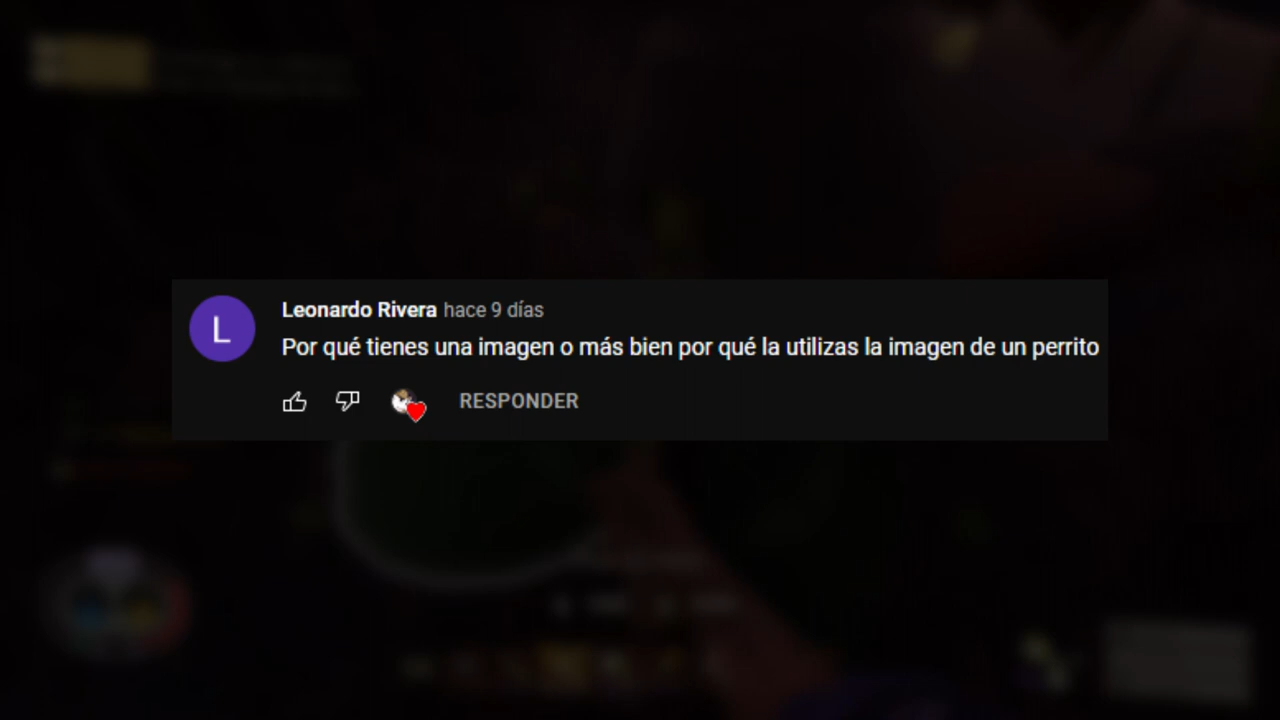 L
Leonardo Rivera hace 9 días
Por qué tienes una imagen o más bien por qué la utilizas la imagen de un perrito
RESPONDER